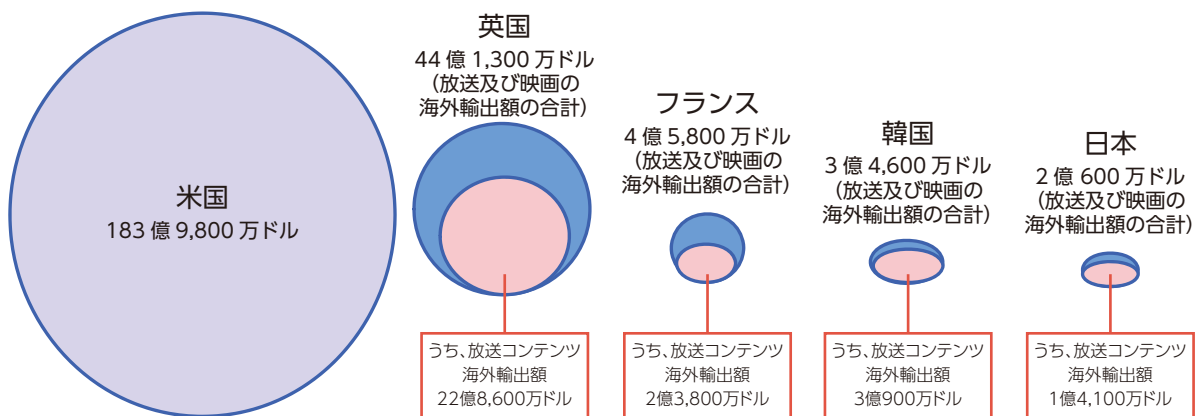 米国
183 億 9,800 万ドル
英国
44 億 1,300 万ドル
(放送及び映画の
海外輸出額の合計)
うち、放送コンテンツ
海外輸出額
22億8,600万ドル
フランス
4 億 5,800 万ドル
(放送及び映画の
海外輸出額の合計)
うち、放送コンテンツ
海外輸出額
2億3,800万ドル
韓国
3 億 4,600 万ドル
(放送及び映画の
海外輸出額の合計)
うち、放送コンテンツ
海外輸出額
3億900万ドル
日本
2 億 600 万ドル
(放送及び映画の
海外輸出額の合計)
うち、放送コンテンツ
海外輸出額
1億4,100万ドル